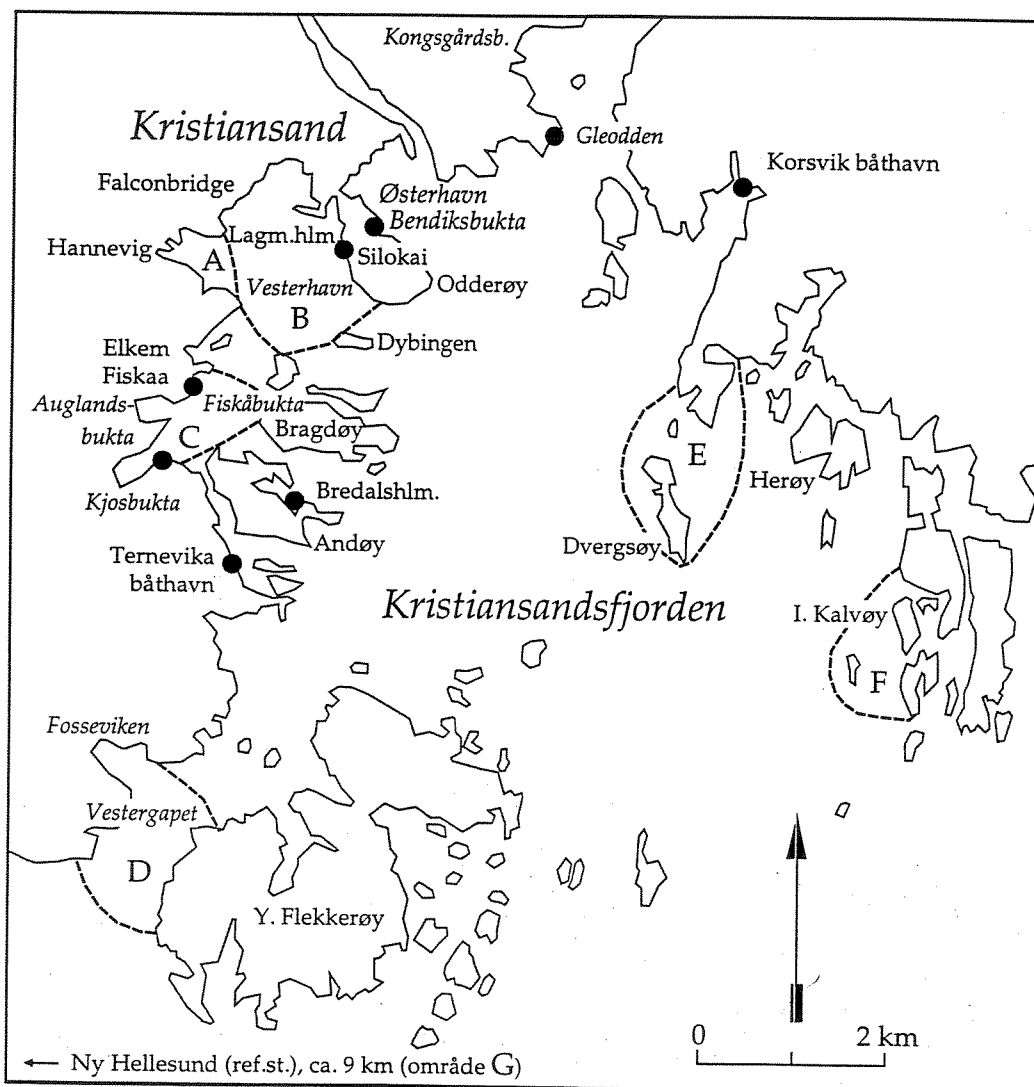 Kongsgårdsb.
Kristiansand
Gleodden
Korsvik båthavn
Falconbridge
Østerhavn
Bendiksbukta
Hannevig
A
Lagm.hlm
Silokai
Vesterhavn
Odderøy
B
Elkem
Fiskaa
Dybingen
Auglands-
bukta
Fiskåbukta
C
Bragdøy
E
Herøy
Kjosbukta
Bredalshlm.
Andøy
Dvergsøy
Ternevika
båthavn
Kristiansandsfjorden
I. Kalvøy
F
Fosseviken
Vestergapet
D
Y. Flekkerøy
0 2 km
← Ny Hellesund (ref.st.), ca. 9 km (område G)